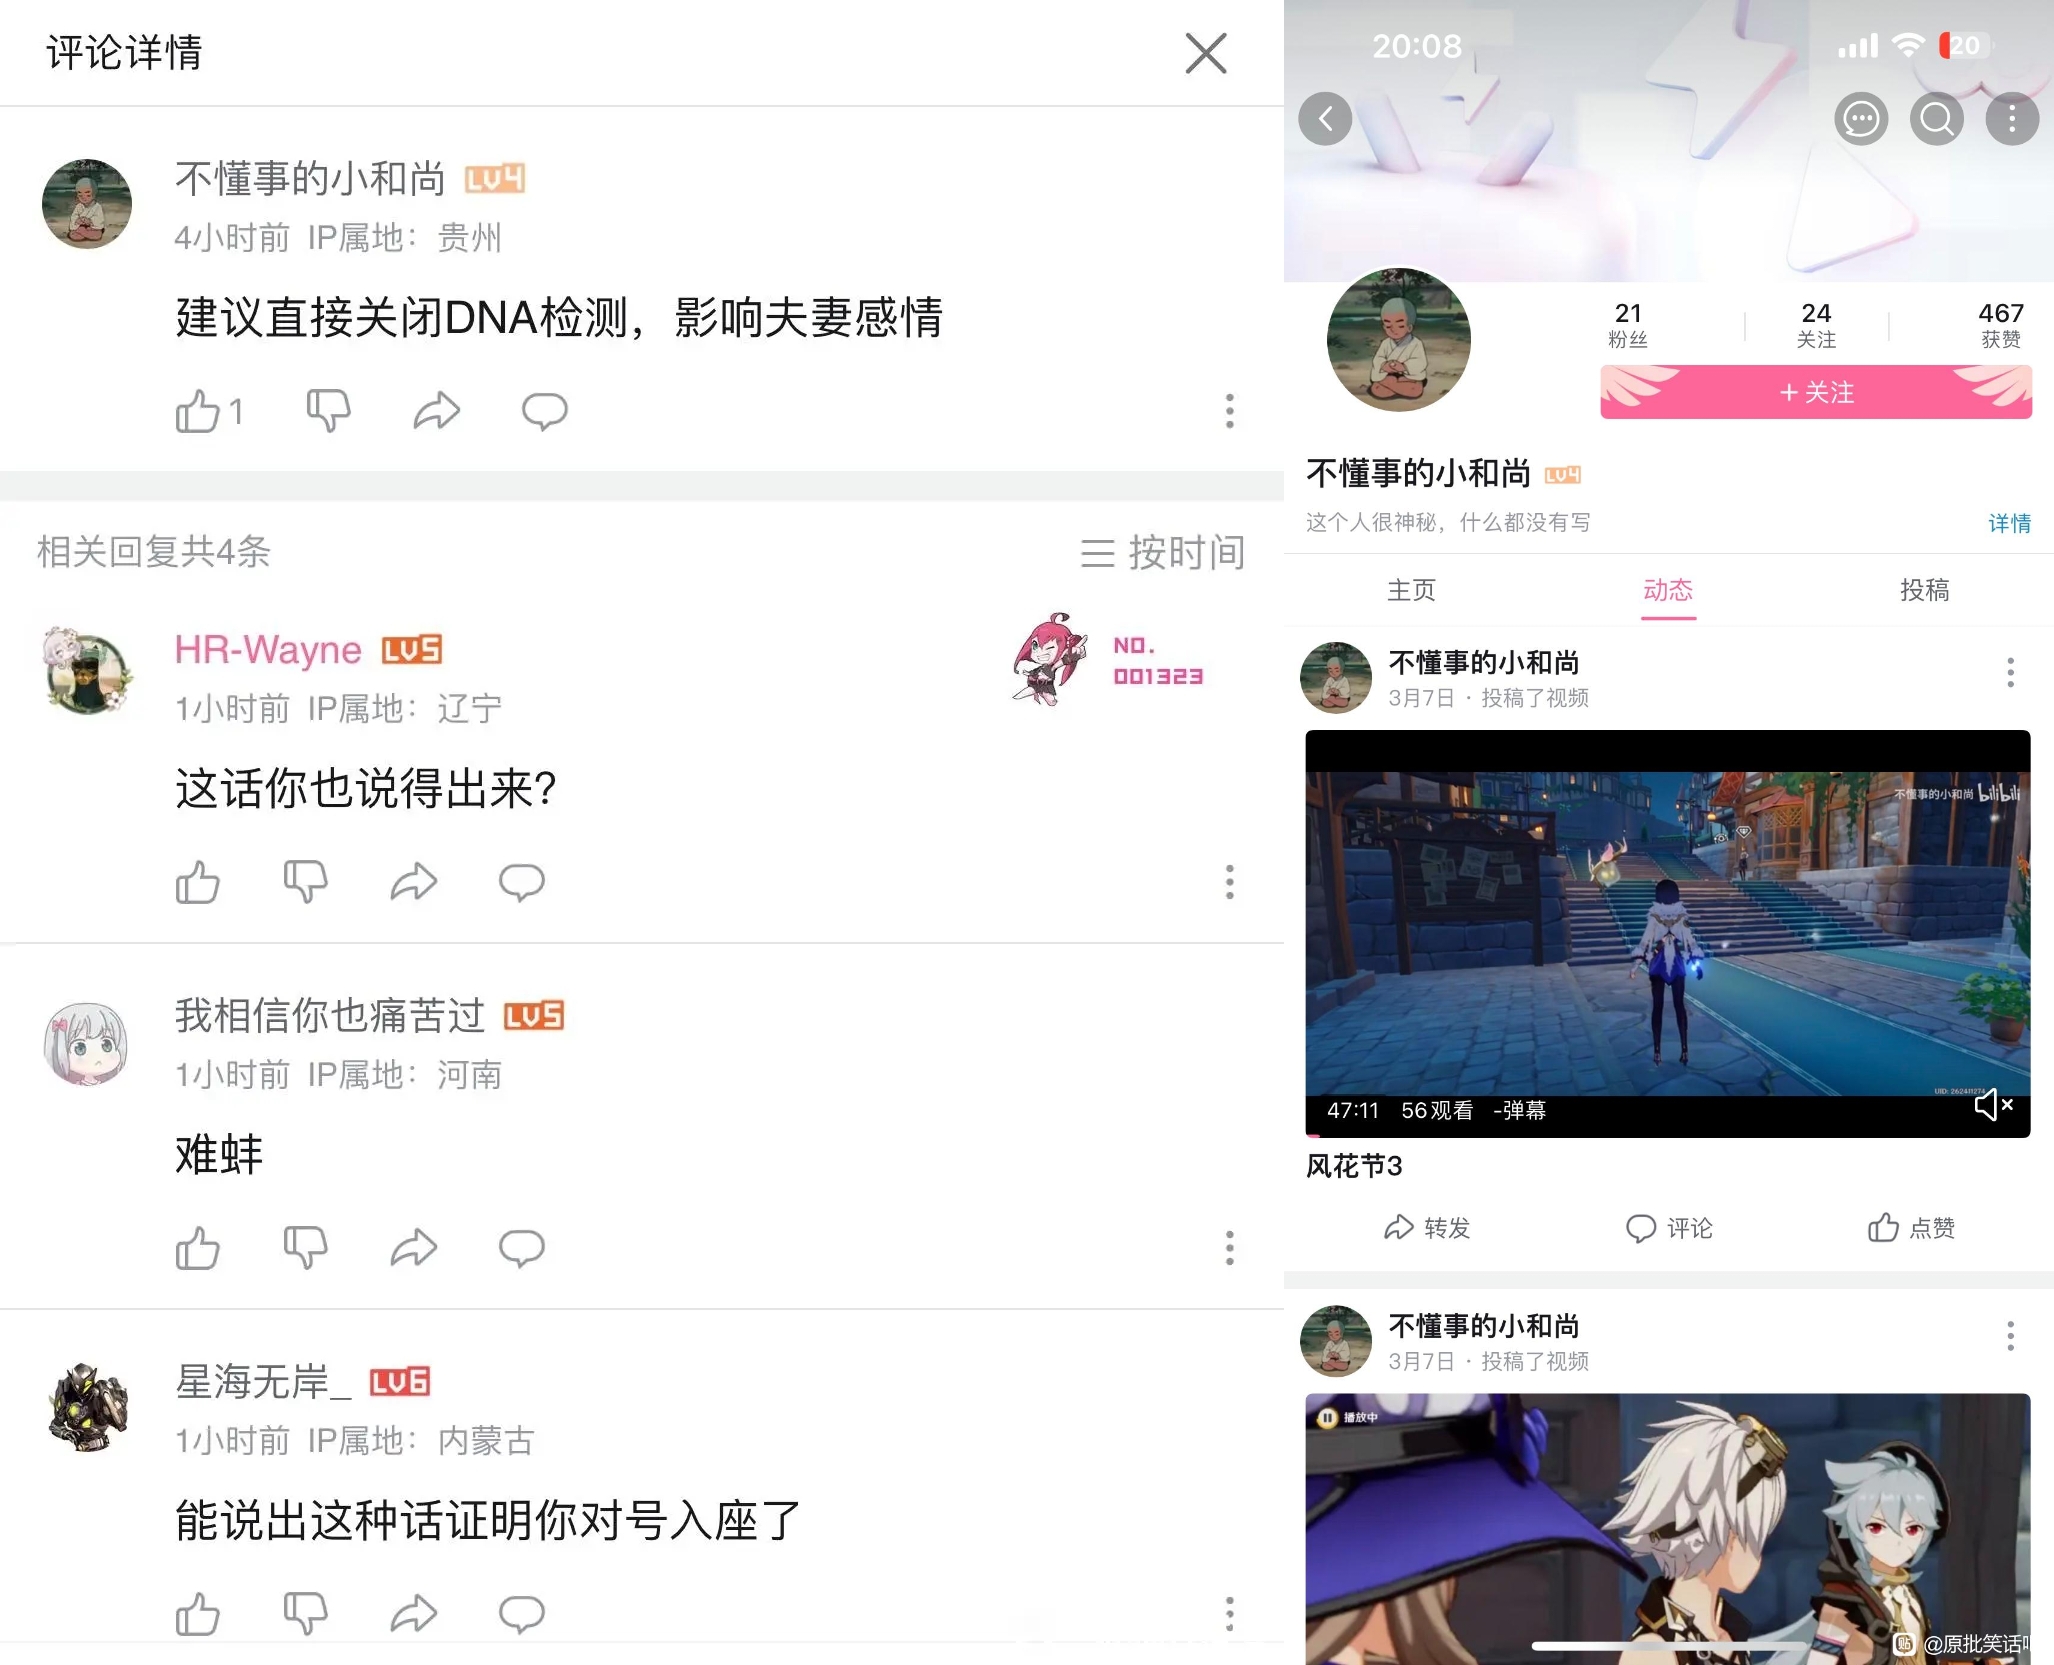 评论详情
不懂事的小和尚 LV4
4小时前 IP属地：贵州
建议直接关闭DNA检测，影响夫妻感情
1
相关回复共4条
按时间
HR-Wayne LV5
NO.
001323
1小时前 IP属地：辽宁
这话你也说得出来?
我相信你也痛苦过 LV5
1小时前 IP属地：河南
难蚌
星海无岸_ LV6
1小时前 IP属地：内蒙古
能说出这种话证明你对号入座了
20:08
20
21
粉丝
24
关注
467
获赞
+ 关注
不懂事的小和尚 LV4
这个人很神秘，什么都没有写
详情
主页
动态
投稿
不懂事的小和尚
3月7日 · 投稿了视频
不懂事的小和尚 bilibili
UID: 262411274
47:11 56观看 -弹幕
风花节3
转发
评论
点赞
不懂事的小和尚
3月7日 · 投稿了视频
播放中
贴 @原批笑话吧